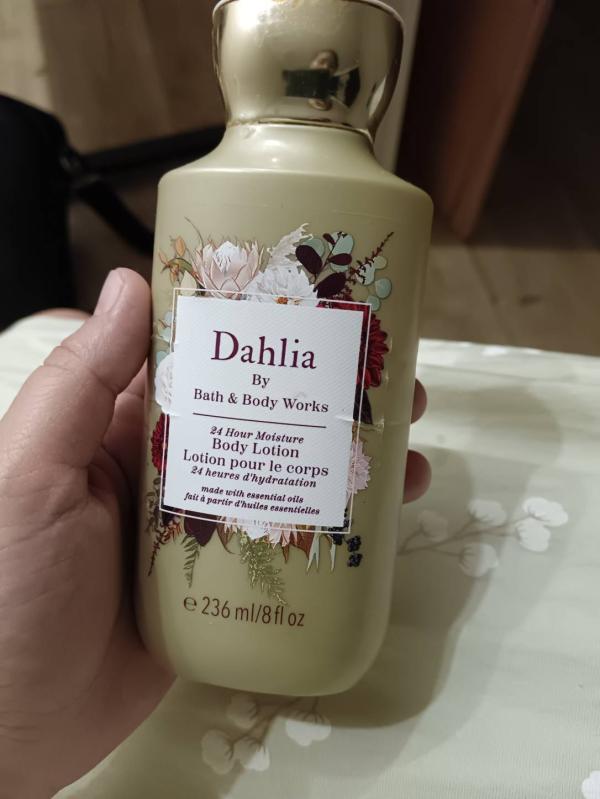 Dahlia
By
Bath & Body Works
24 Hour Moisture
Body Lotion
Lotion pour le corps
24 heures d'hydratation
made with essential oils
fait à partir d'huiles essentielles
℮ 236 ml/8 fl oz